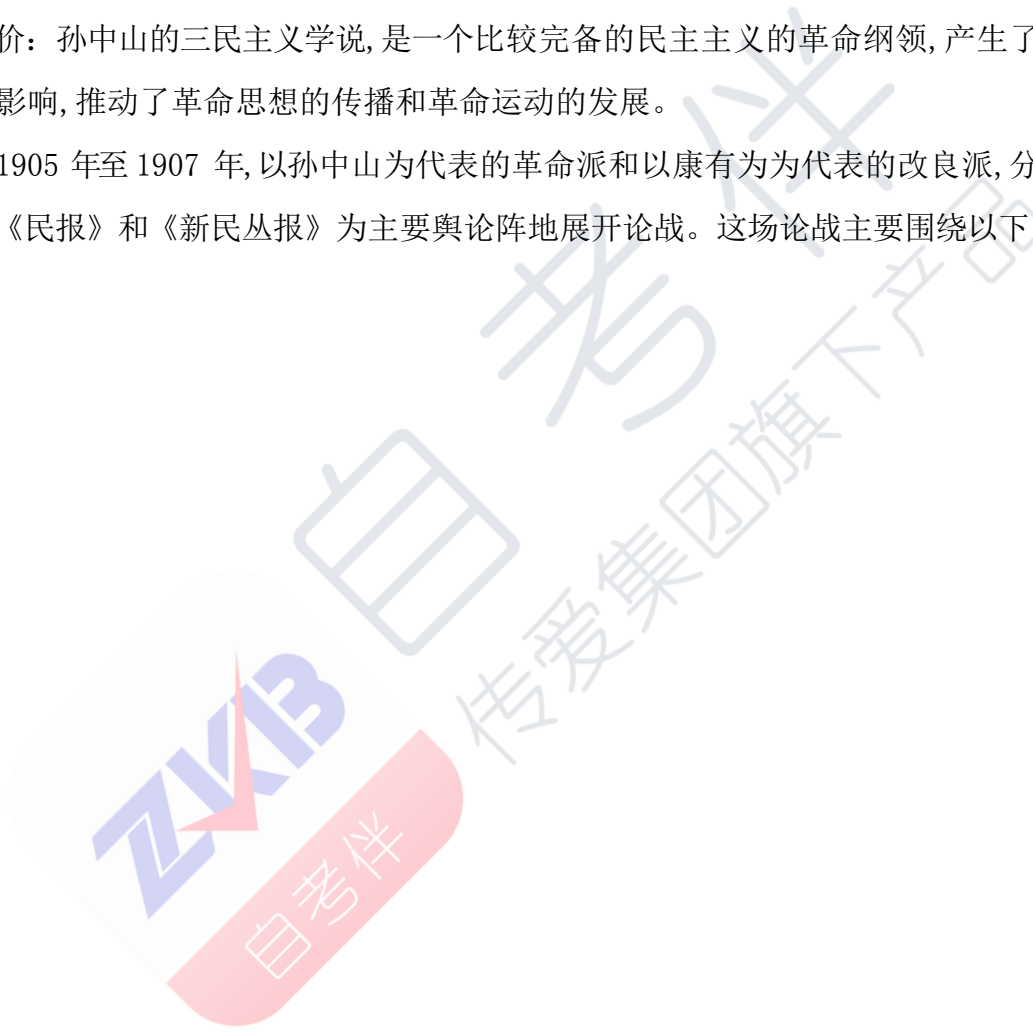 价：孙中山的三民主义学说,是一个比较完备的民主主义的革命纲领,产生了
影响,推动了革命思想的传播和革命运动的发展。
1905 年至 1907 年,以孙中山为代表的革命派和以康有为为代表的改良派,分
《民报》和《新民丛报》为主要舆论阵地展开论战。这场论战主要围绕以下
自考伴
传爱集团旗下产品
ZKB
自考伴